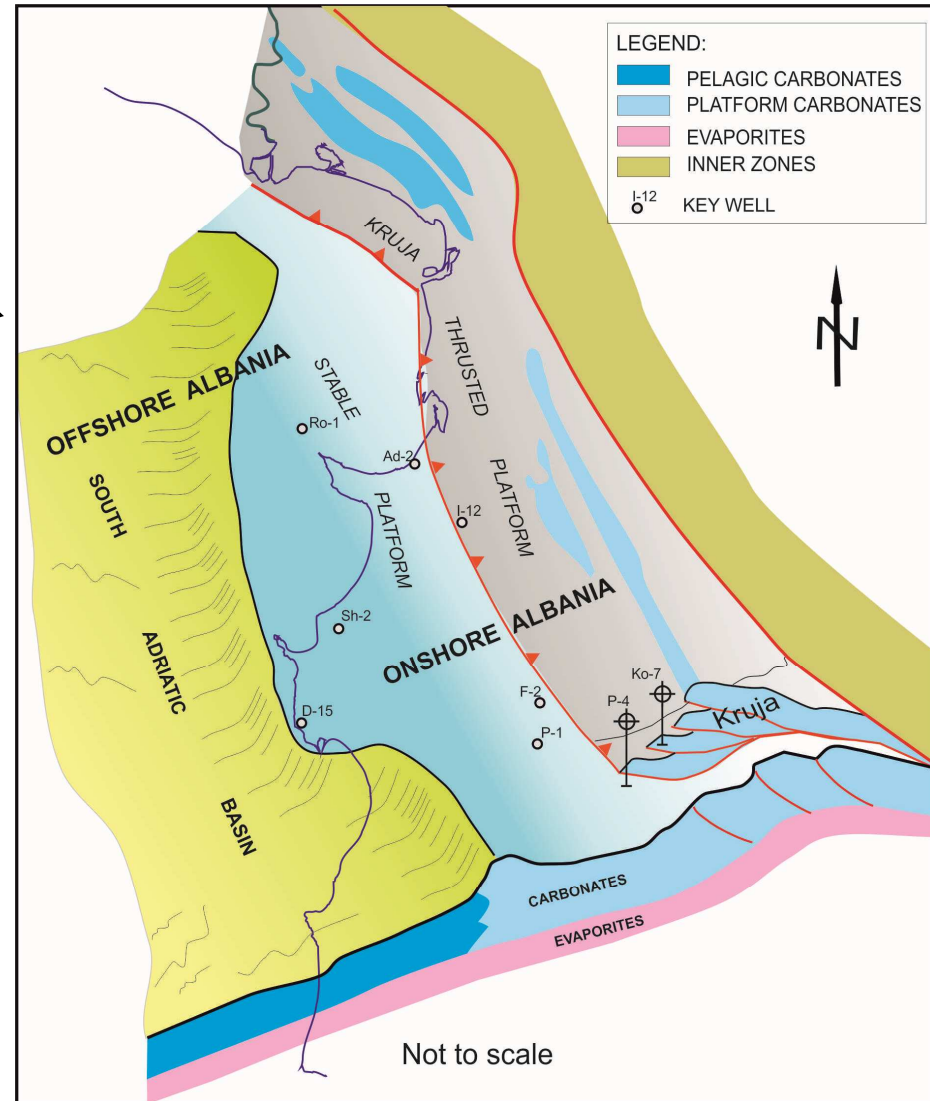 LEGEND:
PELAGIC CARBONATES
PLATFORM CARBONATES
EVAPORITES
INNER ZONES
I-12
KEY WELL
N
KRUJA
THRUSTED
PLATFORM
STABLE
PLATFORM
OFFSHORE ALBANIA
Ro-1
Ad-2
I-12
SOUTH
ADRIATIC
BASIN
Sh-2
ONSHORE ALBANIA
D-15
F-2
P-1
P-4
Ko-7
Kruja
CARBONATES
EVAPORITES
Not to scale